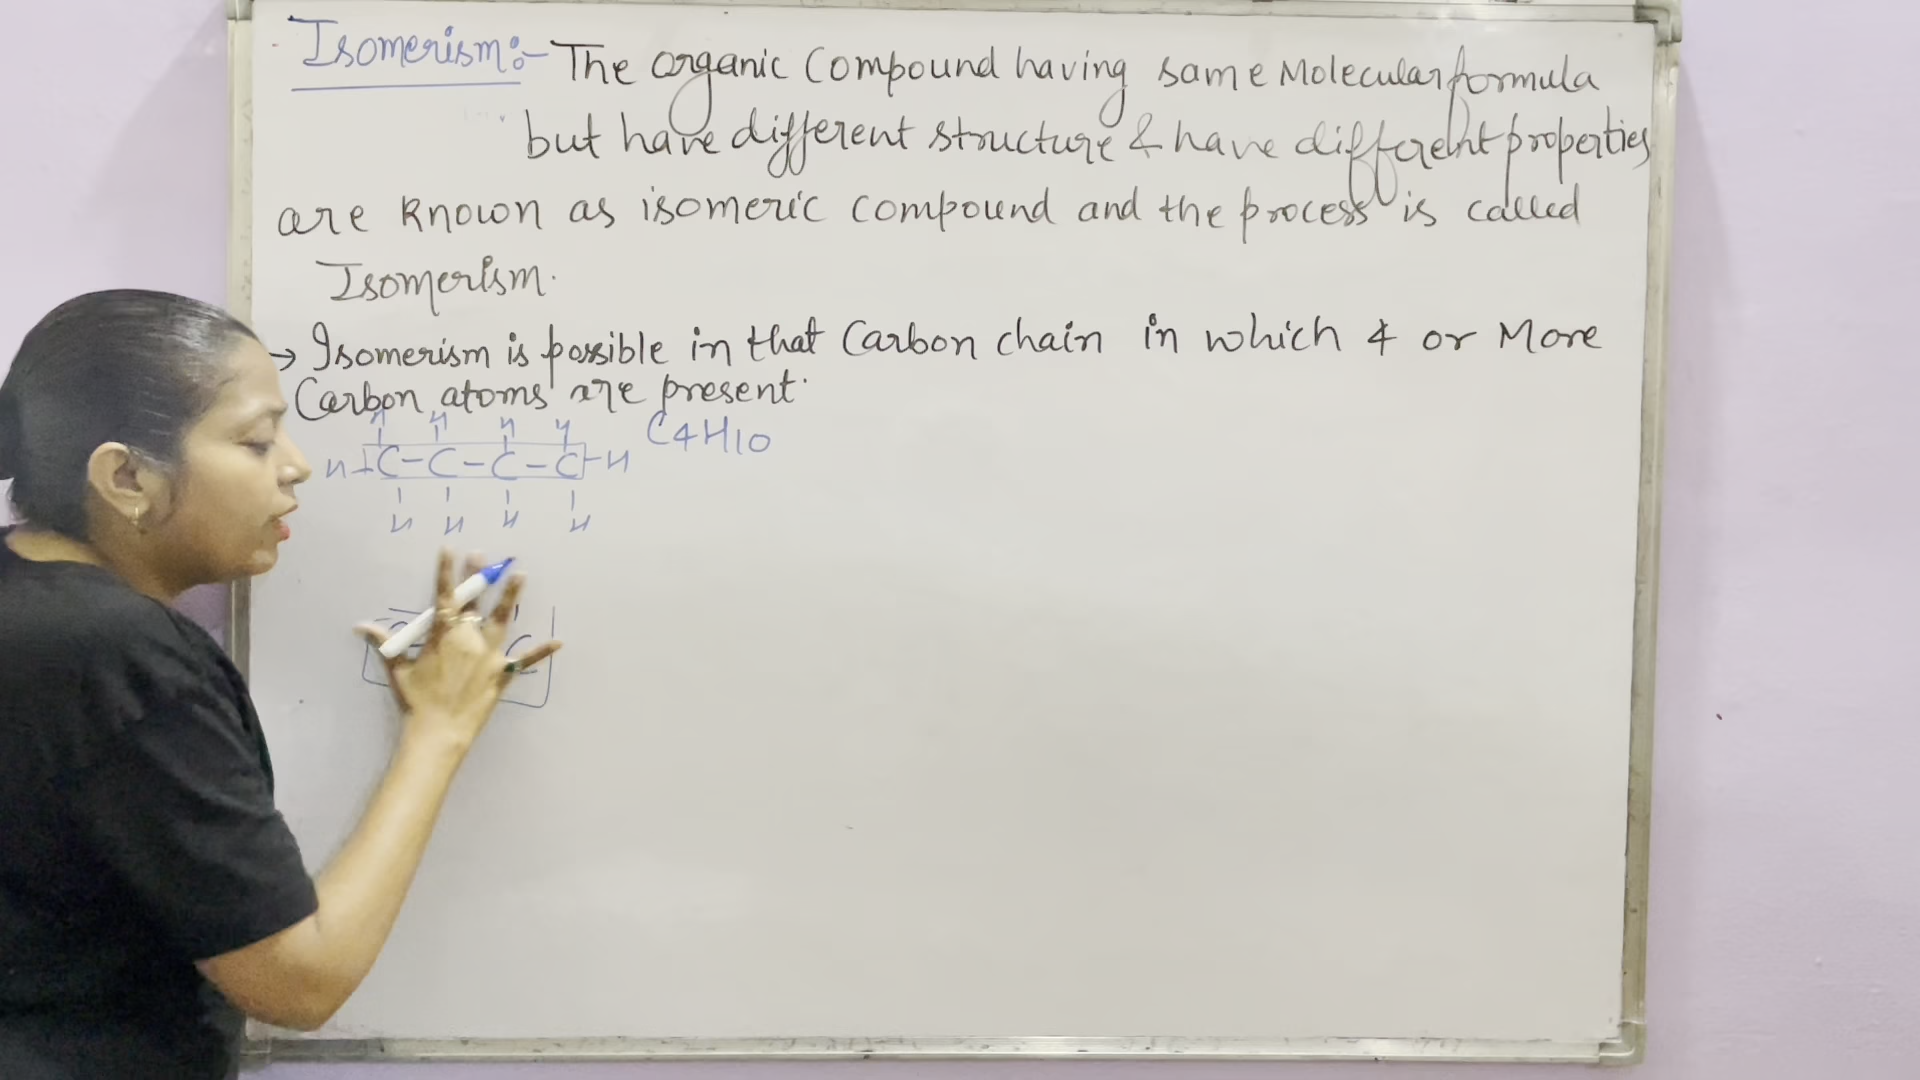 Isomerism:- The organic Compound having same Molecular formula
but have different structure & have different properties
are known as isomeric compound and the process is called
Isomerism.
→ Isomerism is possible in that Carbon chain in which 4 or More
Carbon atoms are present.
H H H H C4H10
H-C-C-C-C-H
H H H H
C